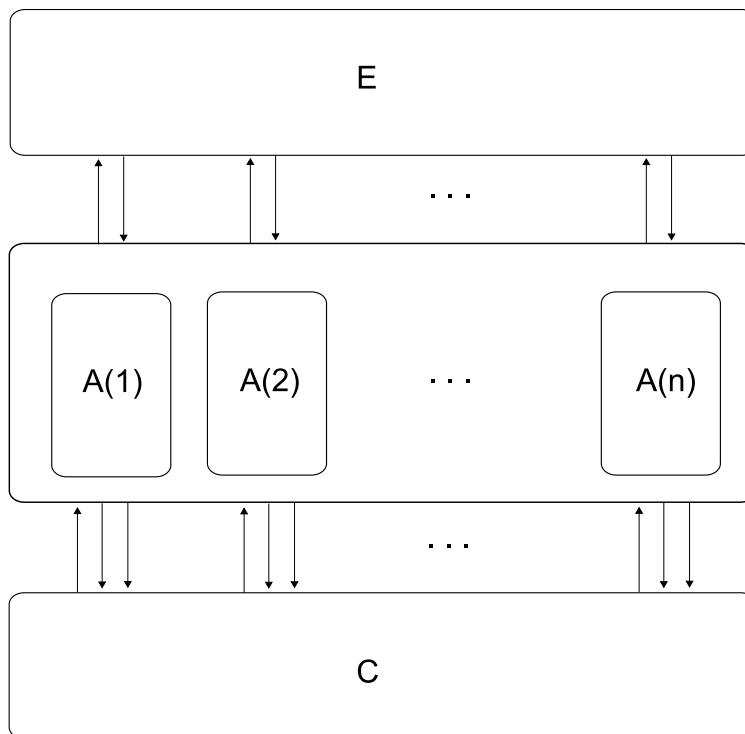 E
. . .
A(1) A(2) . . . A(n)
. . .
C